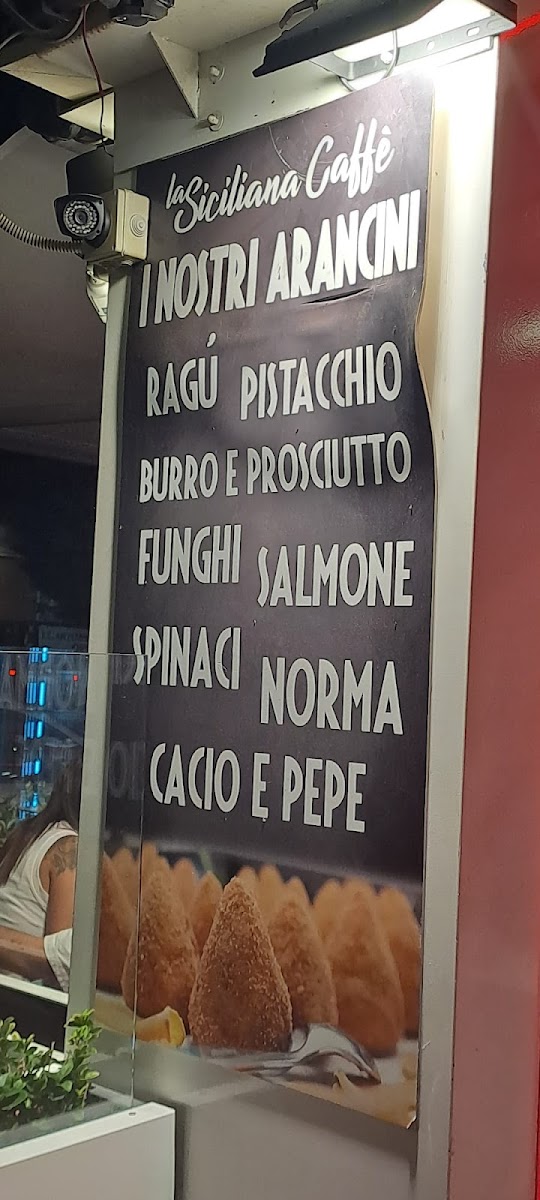 la Siciliana Caffè
I NOSTRI ARANCINI
RAGÚ PISTACCHIO
BURRO E PROSCIUTTO
FUNGHI SALMONE
SPINACI NORMA
CACIO E PEPE